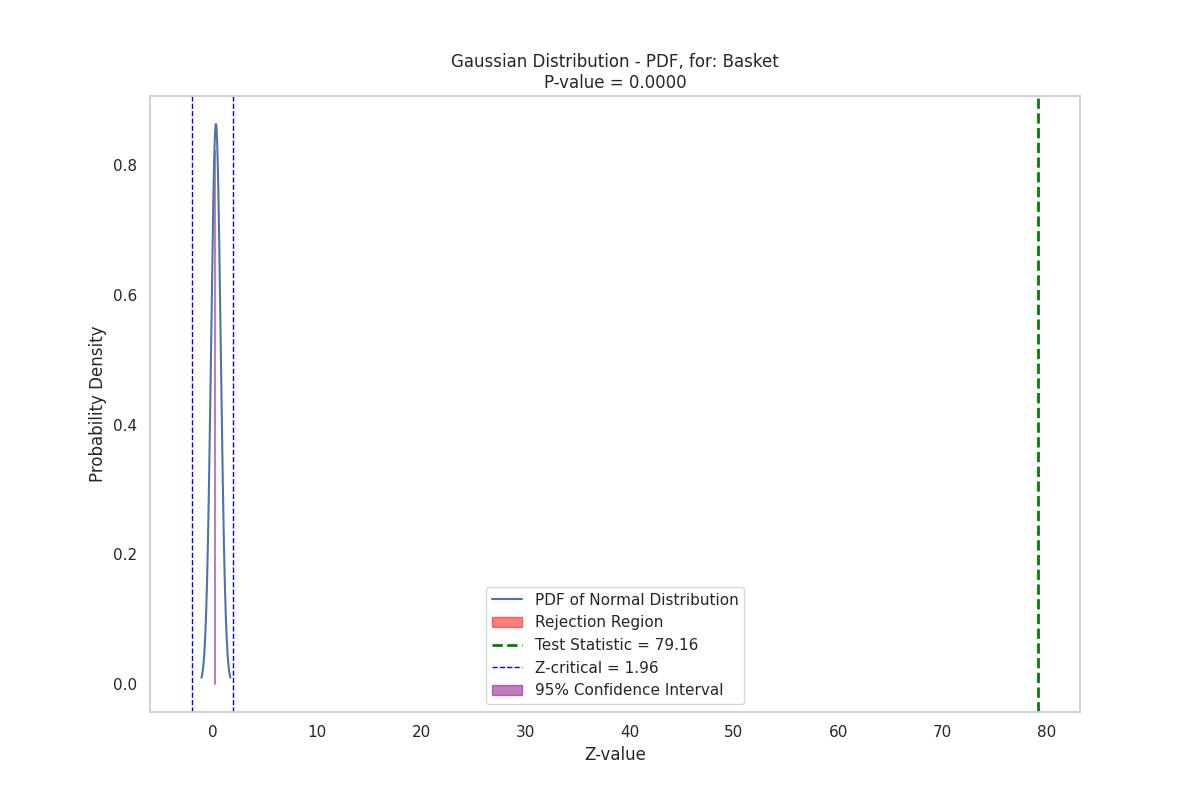 Gaussian Distribution - PDF, for: Basket
P-value = 0.0000
Probability Density
0.8
0.6
0.4
0.2
0.0
PDF of Normal Distribution
Rejection Region
Test Statistic = 79.16
Z-critical = 1.96
95% Confidence Interval
0 10 20 30 40 50 60 70 80
Z-value